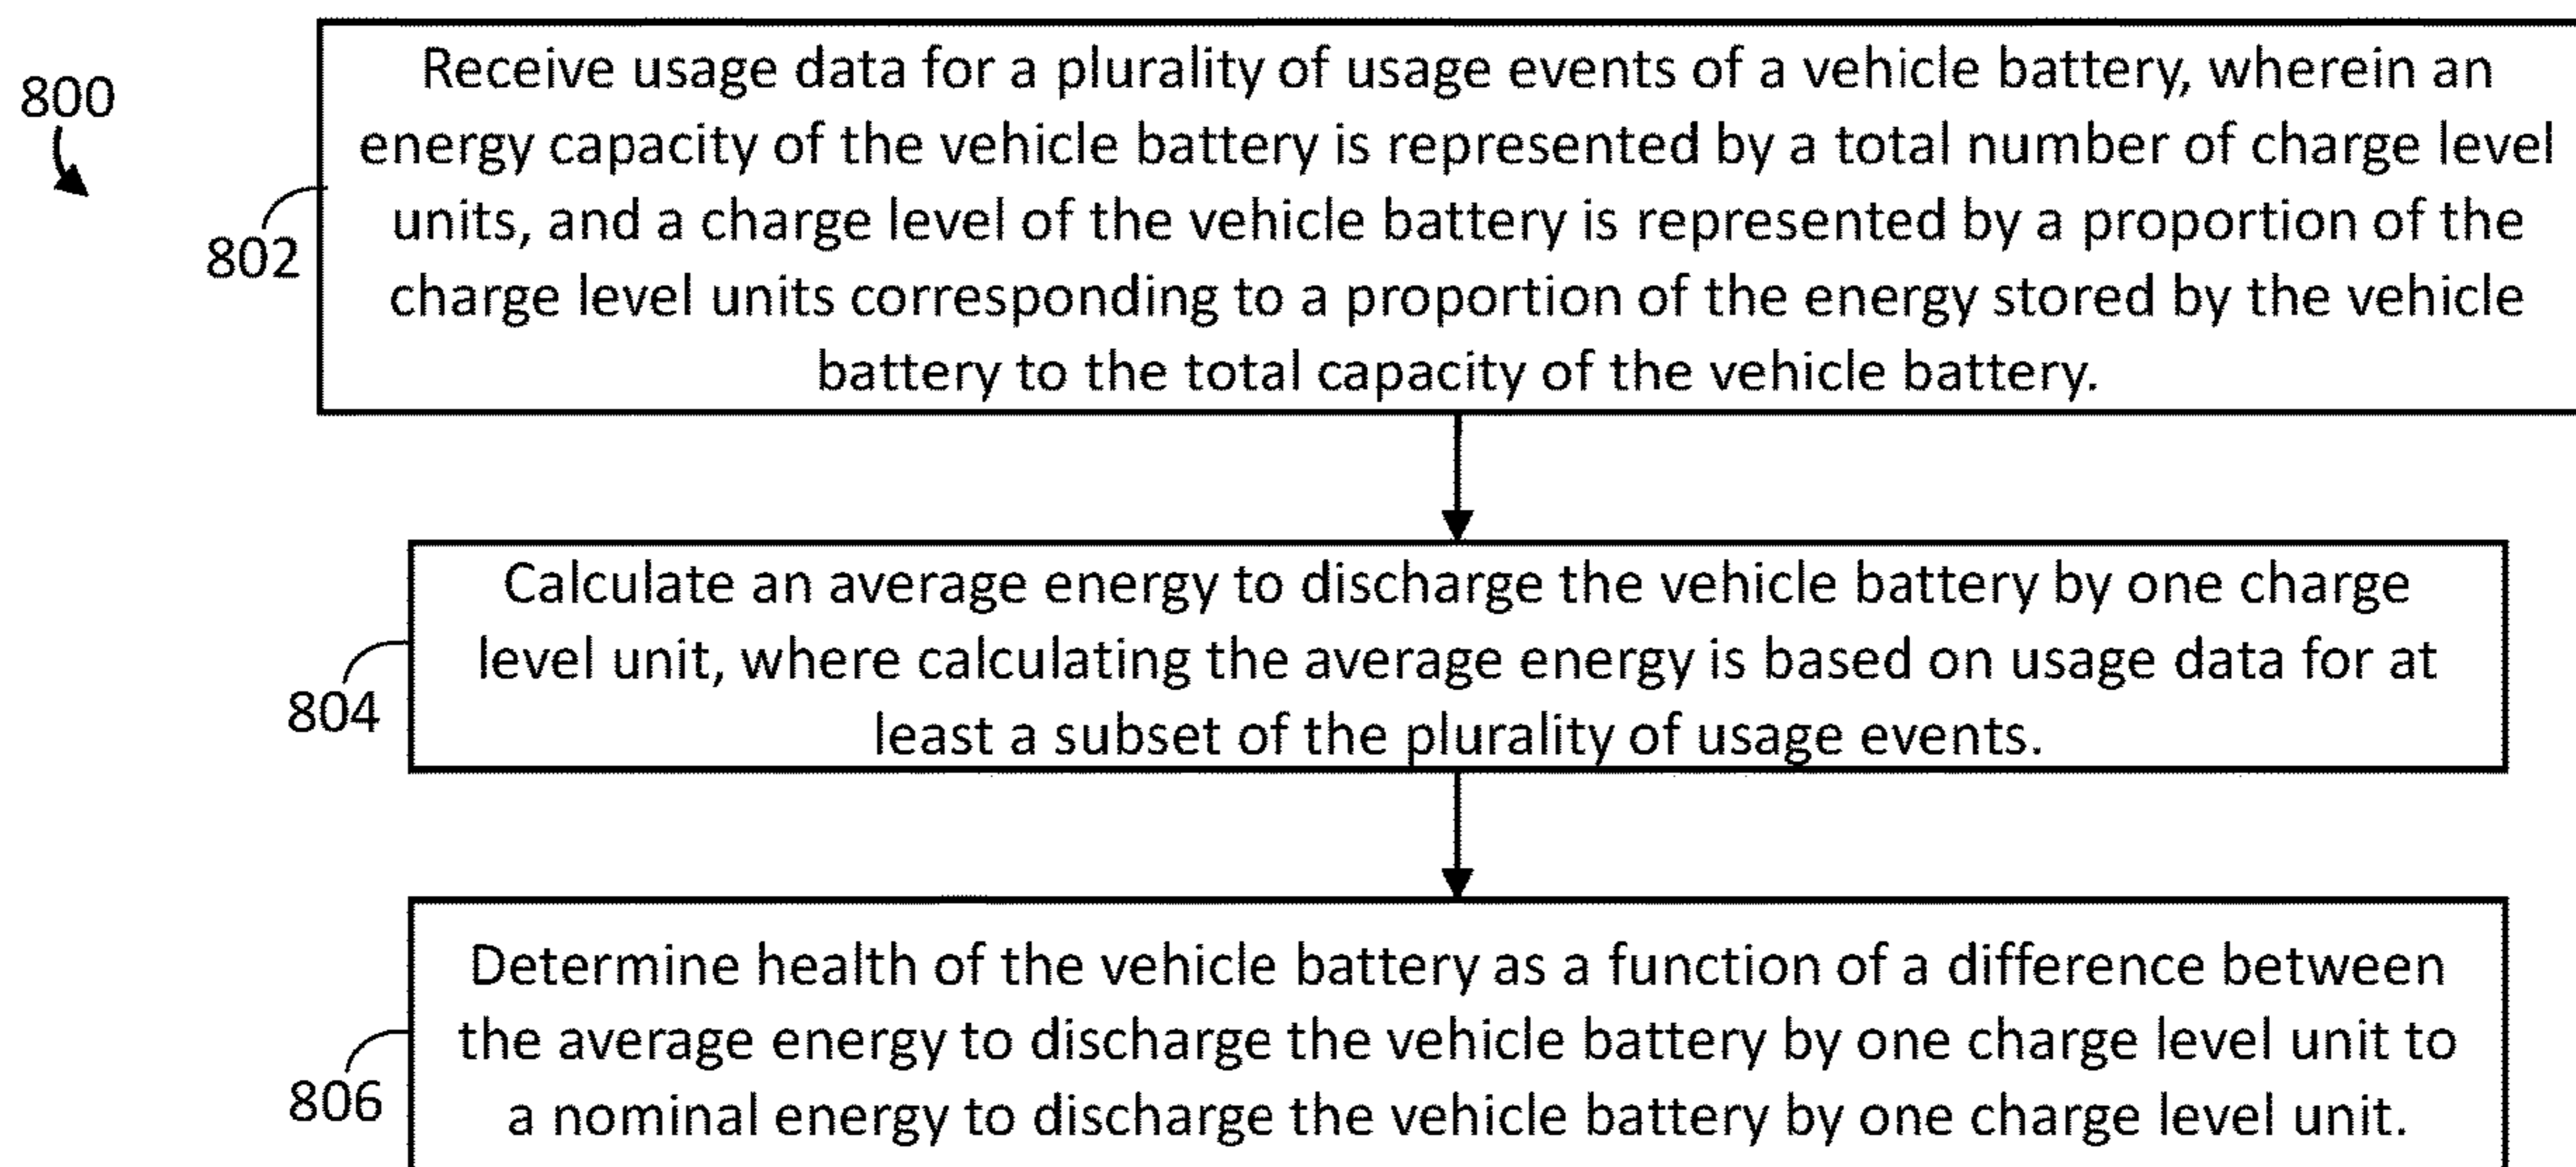 800
Receive usage data for a plurality of usage events of a vehicle battery, wherein an
energy capacity of the vehicle battery is represented by a total number of charge level
units, and a charge level of the vehicle battery is represented by a proportion of the
charge level units corresponding to a proportion of the energy stored by the vehicle
battery to the total capacity of the vehicle battery.
802
Calculate an average energy to discharge the vehicle battery by one charge
level unit, where calculating the average energy is based on usage data for at
least a subset of the plurality of usage events.
804
Determine health of the vehicle battery as a function of a difference between
the average energy to discharge the vehicle battery by one charge level unit to
a nominal energy to discharge the vehicle battery by one charge level unit.
806